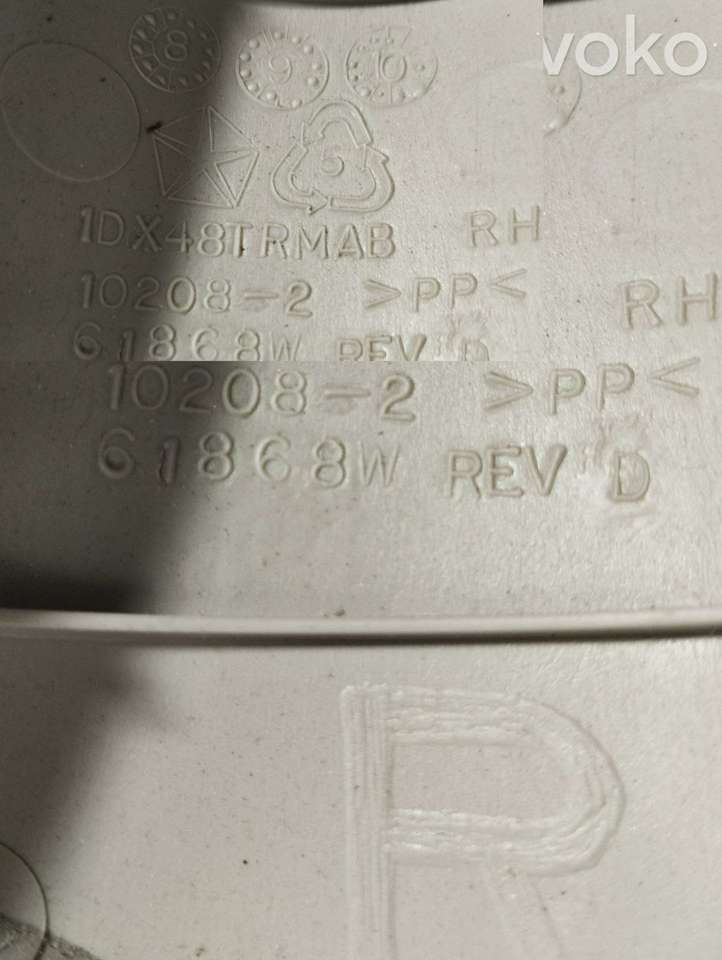 voko
8 9 10
5
1DX48TRMAB RH
10208-2 >PP<
RH
61868W REV D
10208-2 >PP<
61868W REV D
R